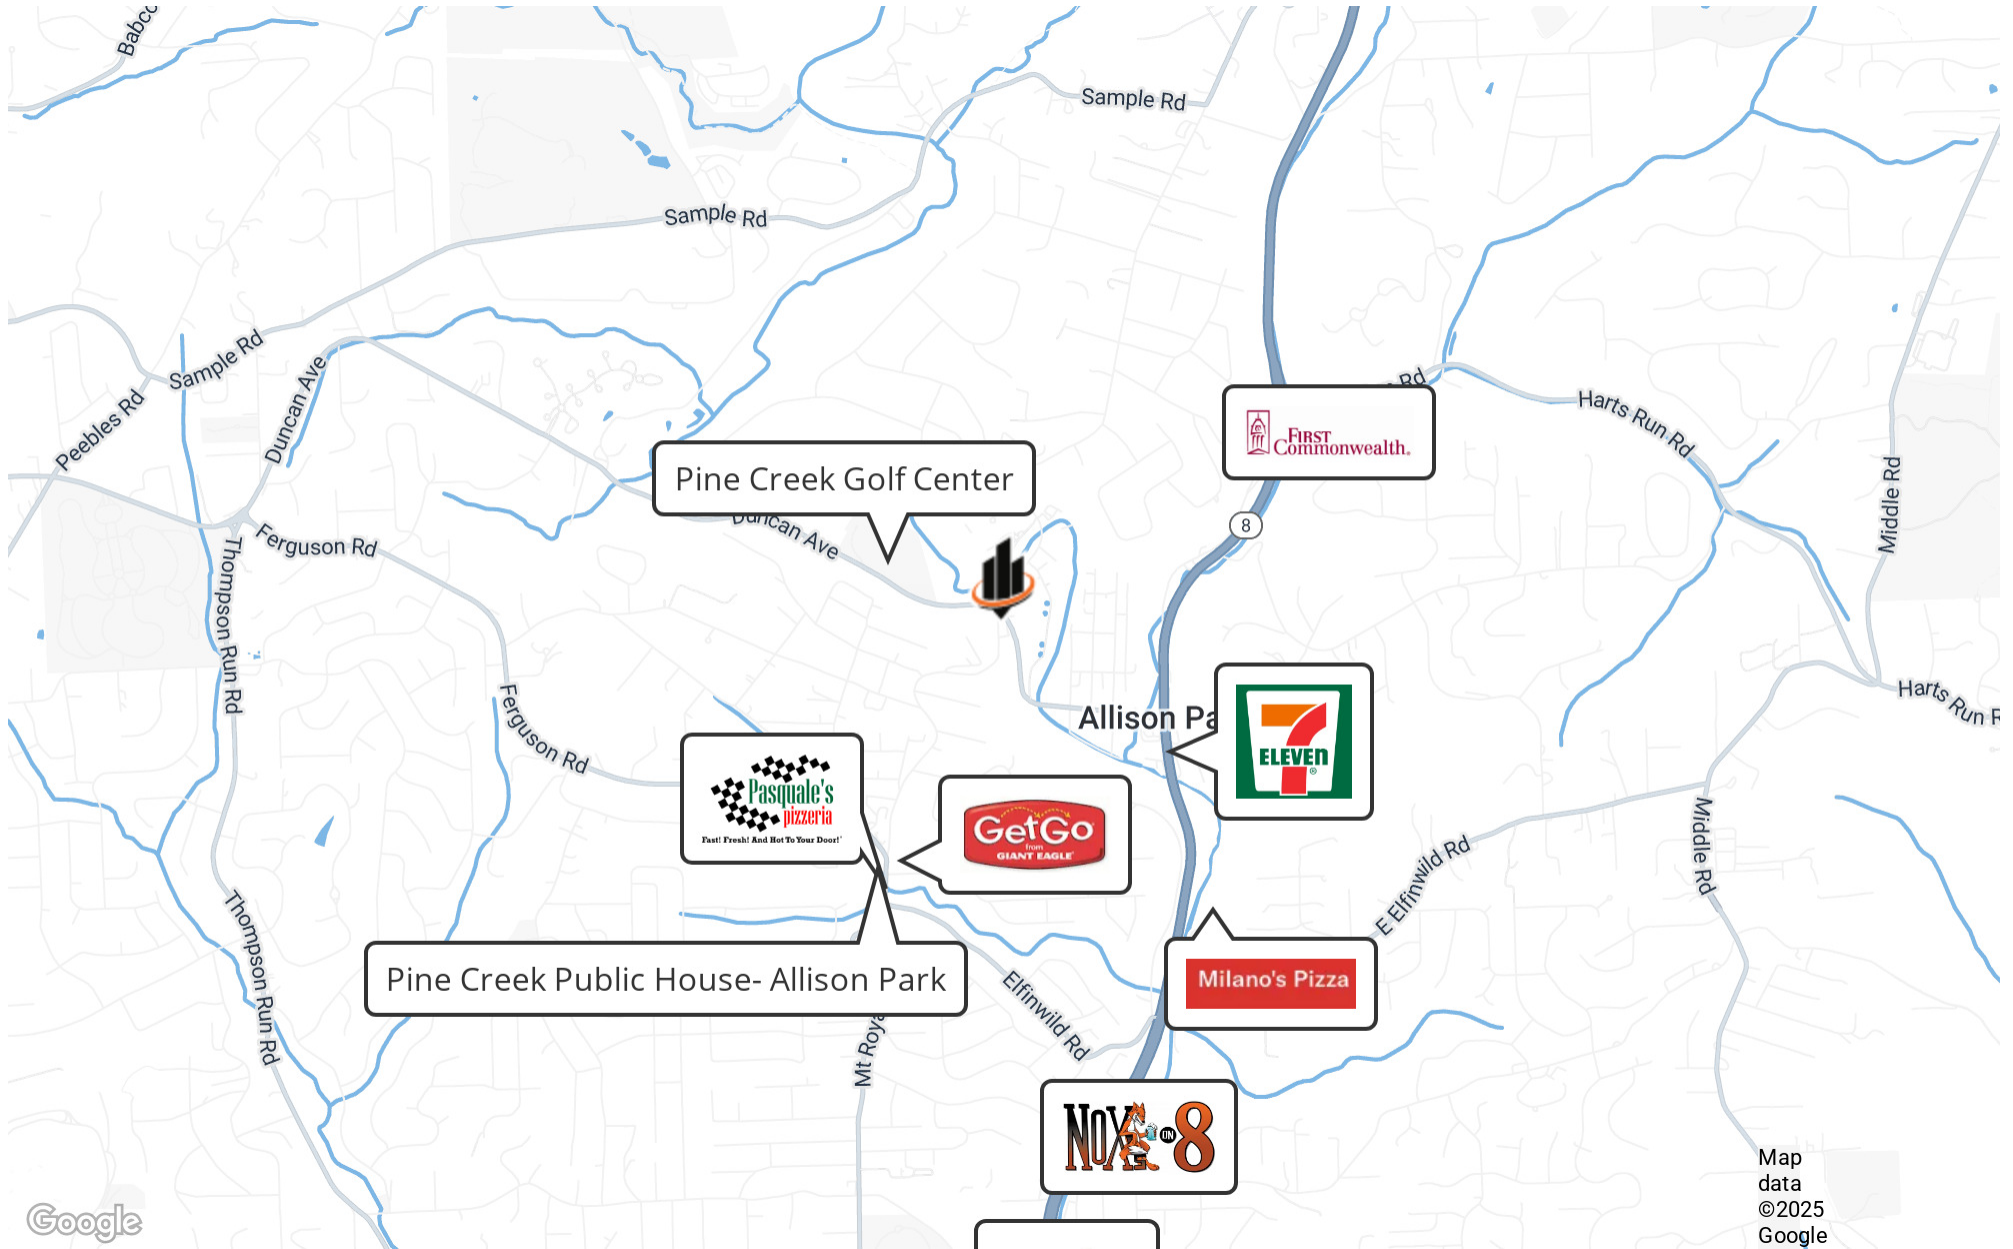 Babco
Sample Rd
Sample Rd
Sample Rd
Duncan Ave
Peebles Rd
Rd
Harts Run Rd
FIRST
Commonwealth®
Pine Creek Golf Center
Duncan Ave
8
Middle Rd
Ferguson Rd
Thompson Run Rd
Ferguson Rd
Harts Run R
Allison Pa
7
ELEVEN
®
Pasquale's
pizzeria
Fast! Fresh! And Hot To Your Door!
GetGo
from
GIANT EAGLE
Middle Rd
E Elfinwild Rd
Thompson Run Rd
Pine Creek Public House- Allison Park
Milano's Pizza
Elfinwild Rd
Mt Roya
NOX
ON
8
Map
data
©2025
Google
Google